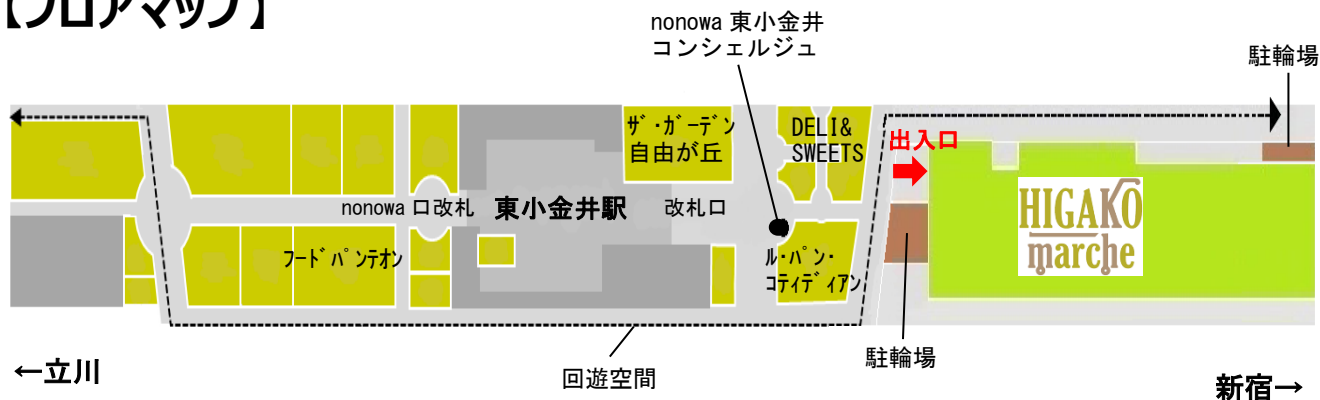 【フロアマップ】
nonowa 東小金井
コンシェルジュ
駐輪場
ザ・ガーデン
自由が丘
DELI&
SWEETS
出入口
nonowa 口改札
東小金井駅
改札口
HIGAKO
marche
フードパンテオン
ル・パン・
コティディアン
駐輪場
回遊空間
←立川
新宿→